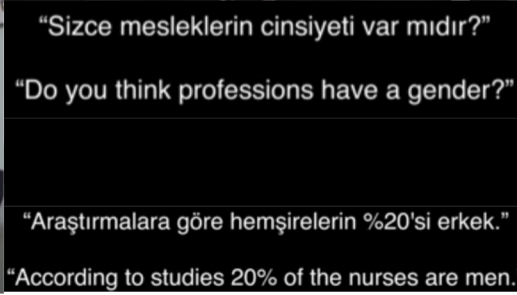 “Sizce mesleklerin cinsiyeti var mıdır?”
“Do you think professions have a gender?”
“Araştırmalara göre hemşirelerin %20'si erkek.”
“According to studies 20% of the nurses are men.